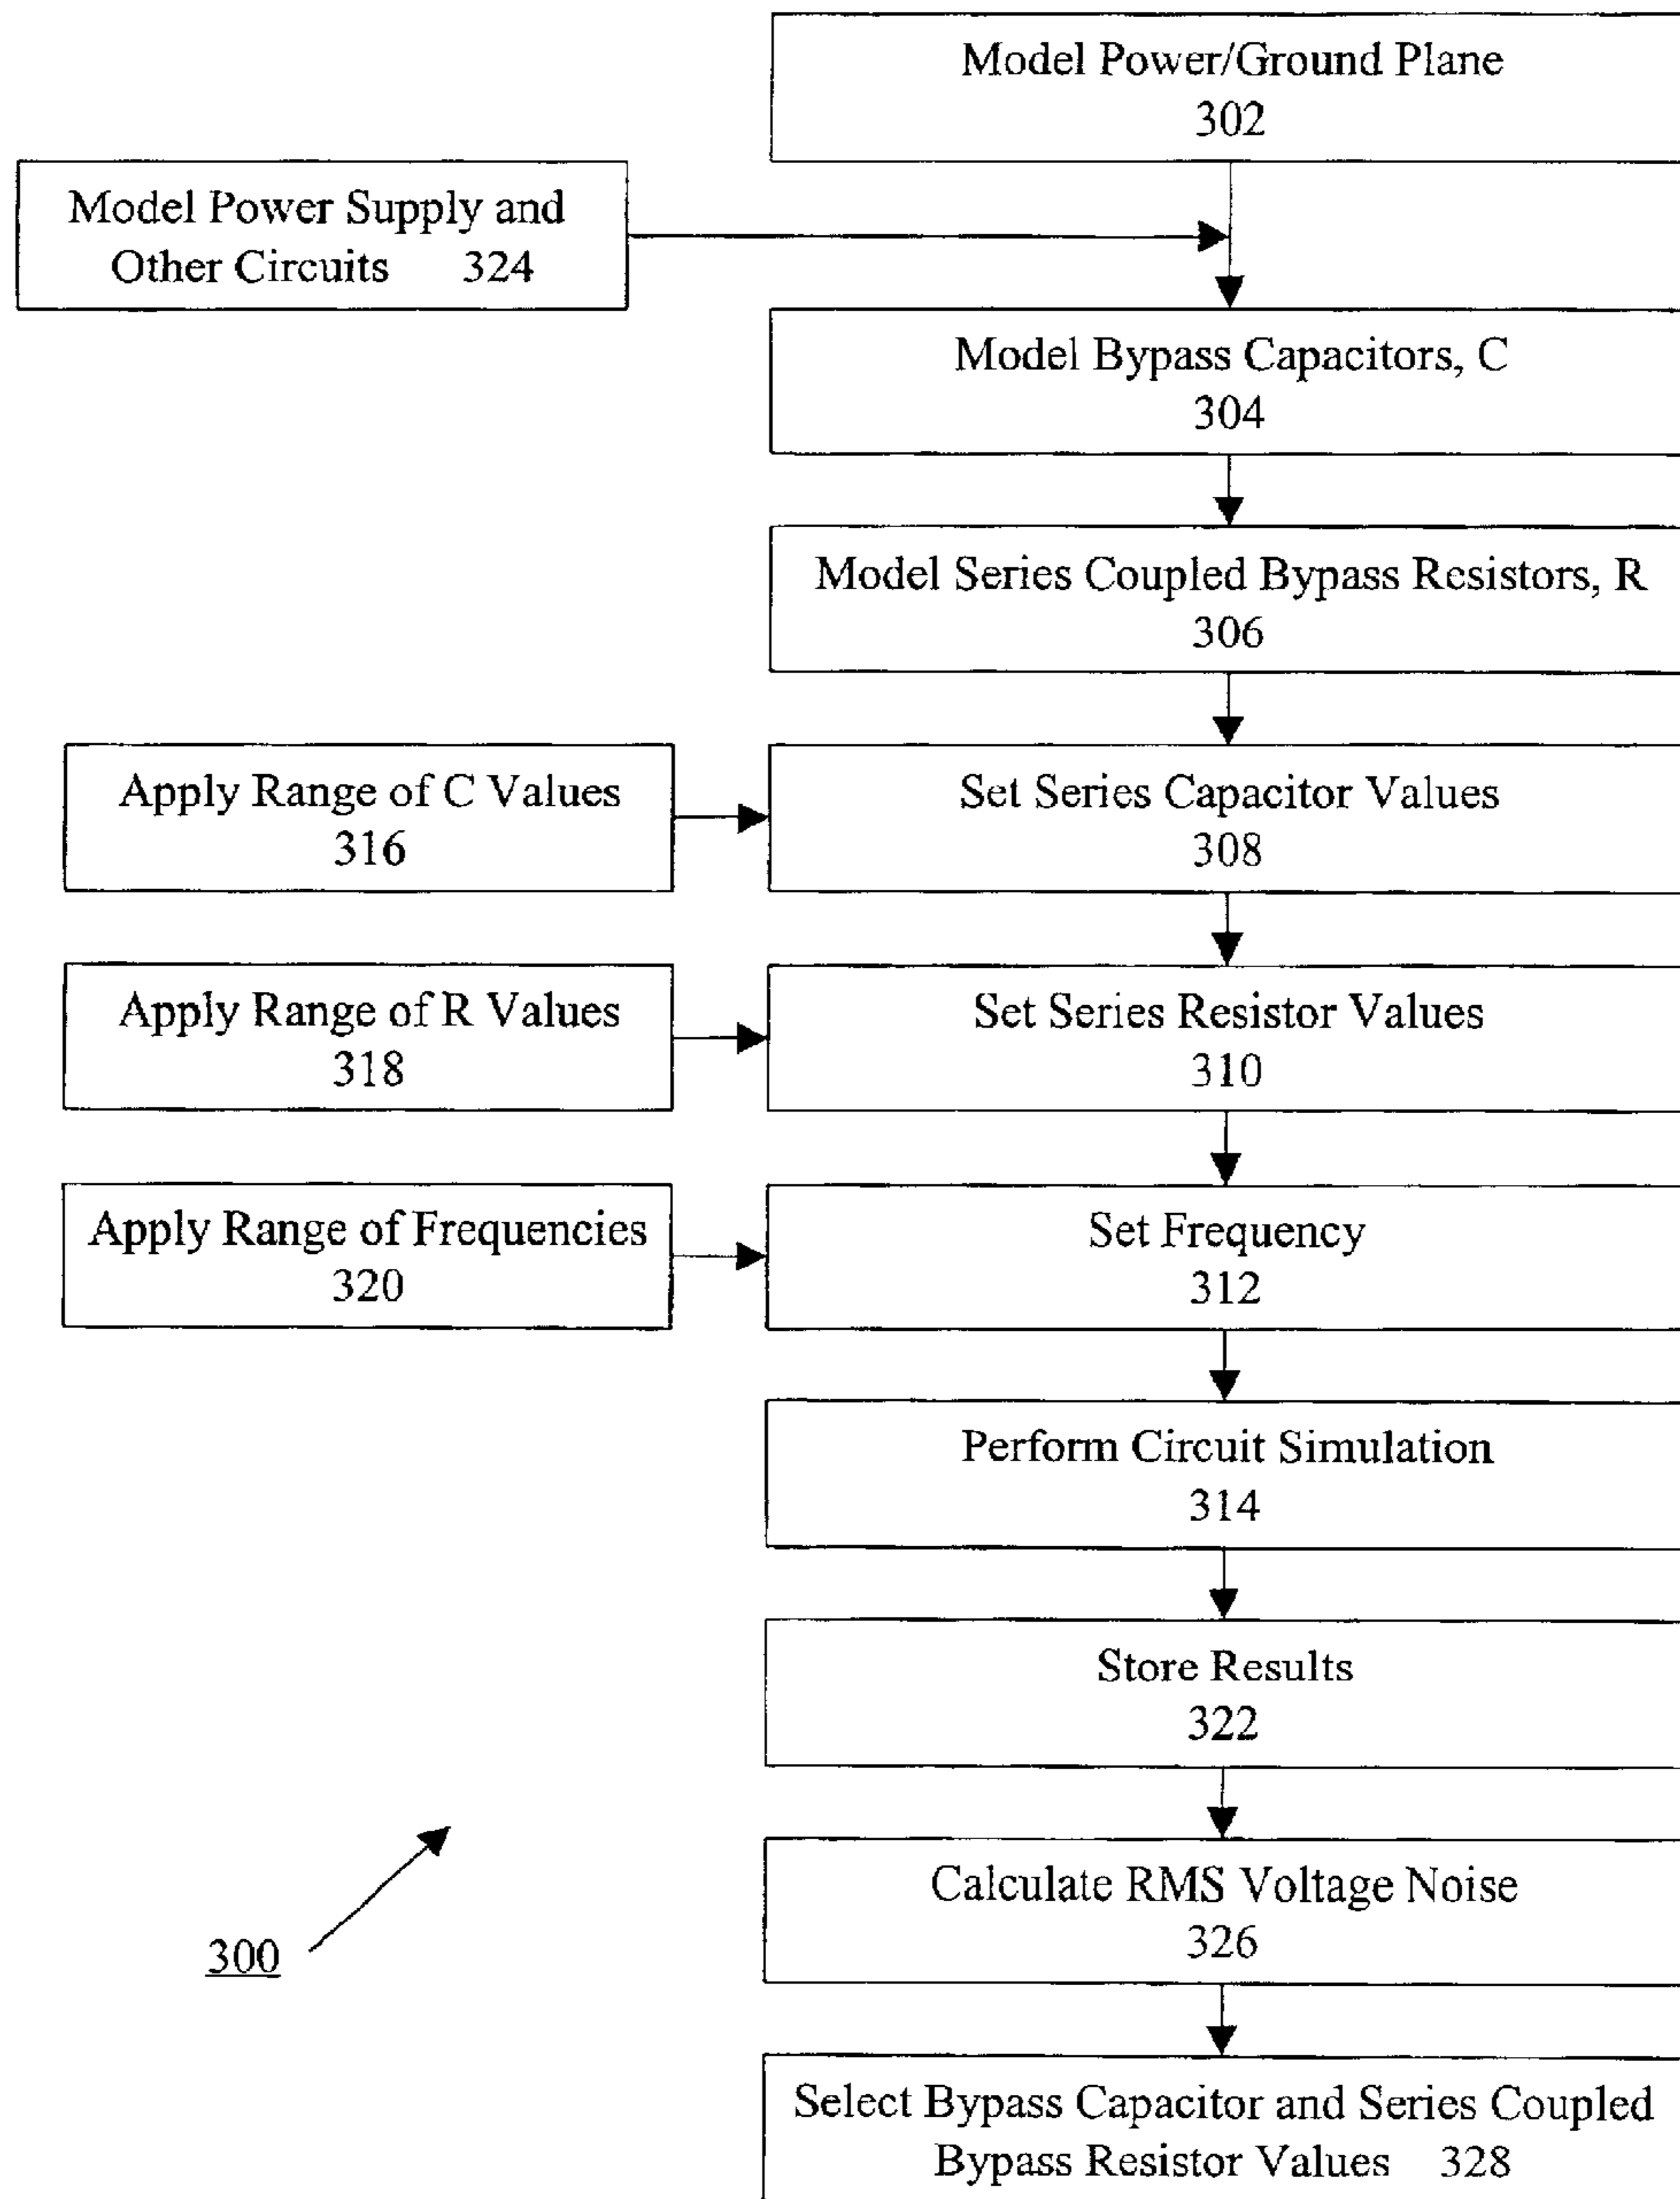 Model Power/Ground Plane
302
Model Power Supply and
Other Circuits 324
Model Bypass Capacitors, C
304
Model Series Coupled Bypass Resistors, R
306
Apply Range of C Values
316
Set Series Capacitor Values
308
Apply Range of R Values
318
Set Series Resistor Values
310
Apply Range of Frequencies
320
Set Frequency
312
Perform Circuit Simulation
314
Store Results
322
Calculate RMS Voltage Noise
326
300
Select Bypass Capacitor and Series Coupled
Bypass Resistor Values 328